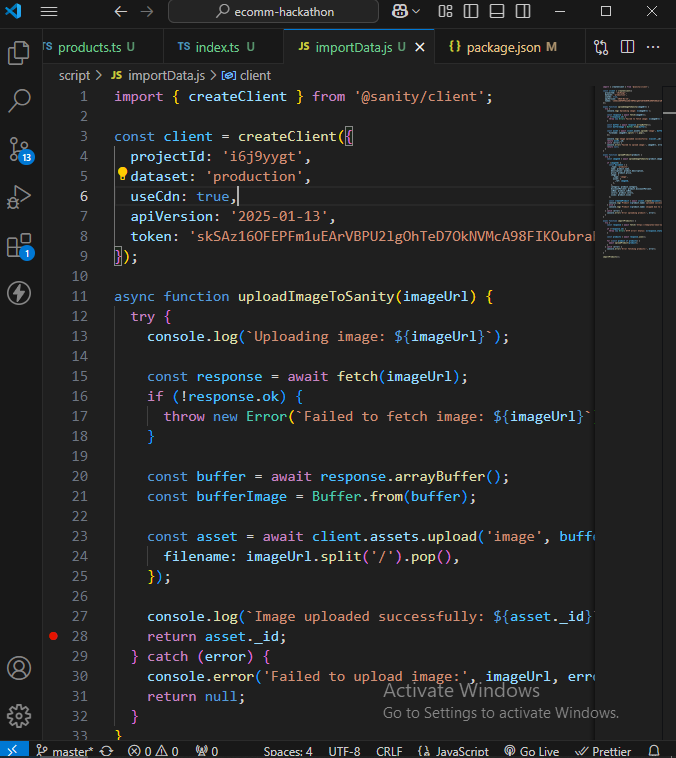 ecomm-hackathon
TS products.ts U
TS index.ts U
JS importData.js U
{} package.json M
script > JS importData.js > client
1 import { createClient } from '@sanity/client';
2
3 const client = createClient({
4 projectId: 'i6j9yygt',
5 dataset: 'production',
6 useCdn: true,
7 apiVersion: '2025-01-13',
8 token: '
9 });
10
11 async function uploadImageToSanity(imageUrl) {
12 try {
13 console.log(`Uploading image: ${imageUrl}`);
14
15 const response = await fetch(imageUrl);
16 if (!response.ok) {
17 throw new Error(`Failed to fetch image: ${imageUrl}`
18 }
19
20 const buffer = await response.arrayBuffer();
21 const bufferImage = Buffer.from(buffer);
22
23 const asset = await client.assets.upload('image', buff
24 filename: imageUrl.split('/').pop(),
25 });
26
27 console.log(`Image uploaded successfully: ${asset._id}
28 return asset._id;
29 } catch (error) {
30 console.error('Failed to upload image:', imageUrl, err
31 return null;
32 }
33 }
13
1
Activate Windows
Go to Settings to activate Windows.
master* 0 0 0 Spaces: 4 UTF-8 CRLF {} JavaScript Go Live Prettier